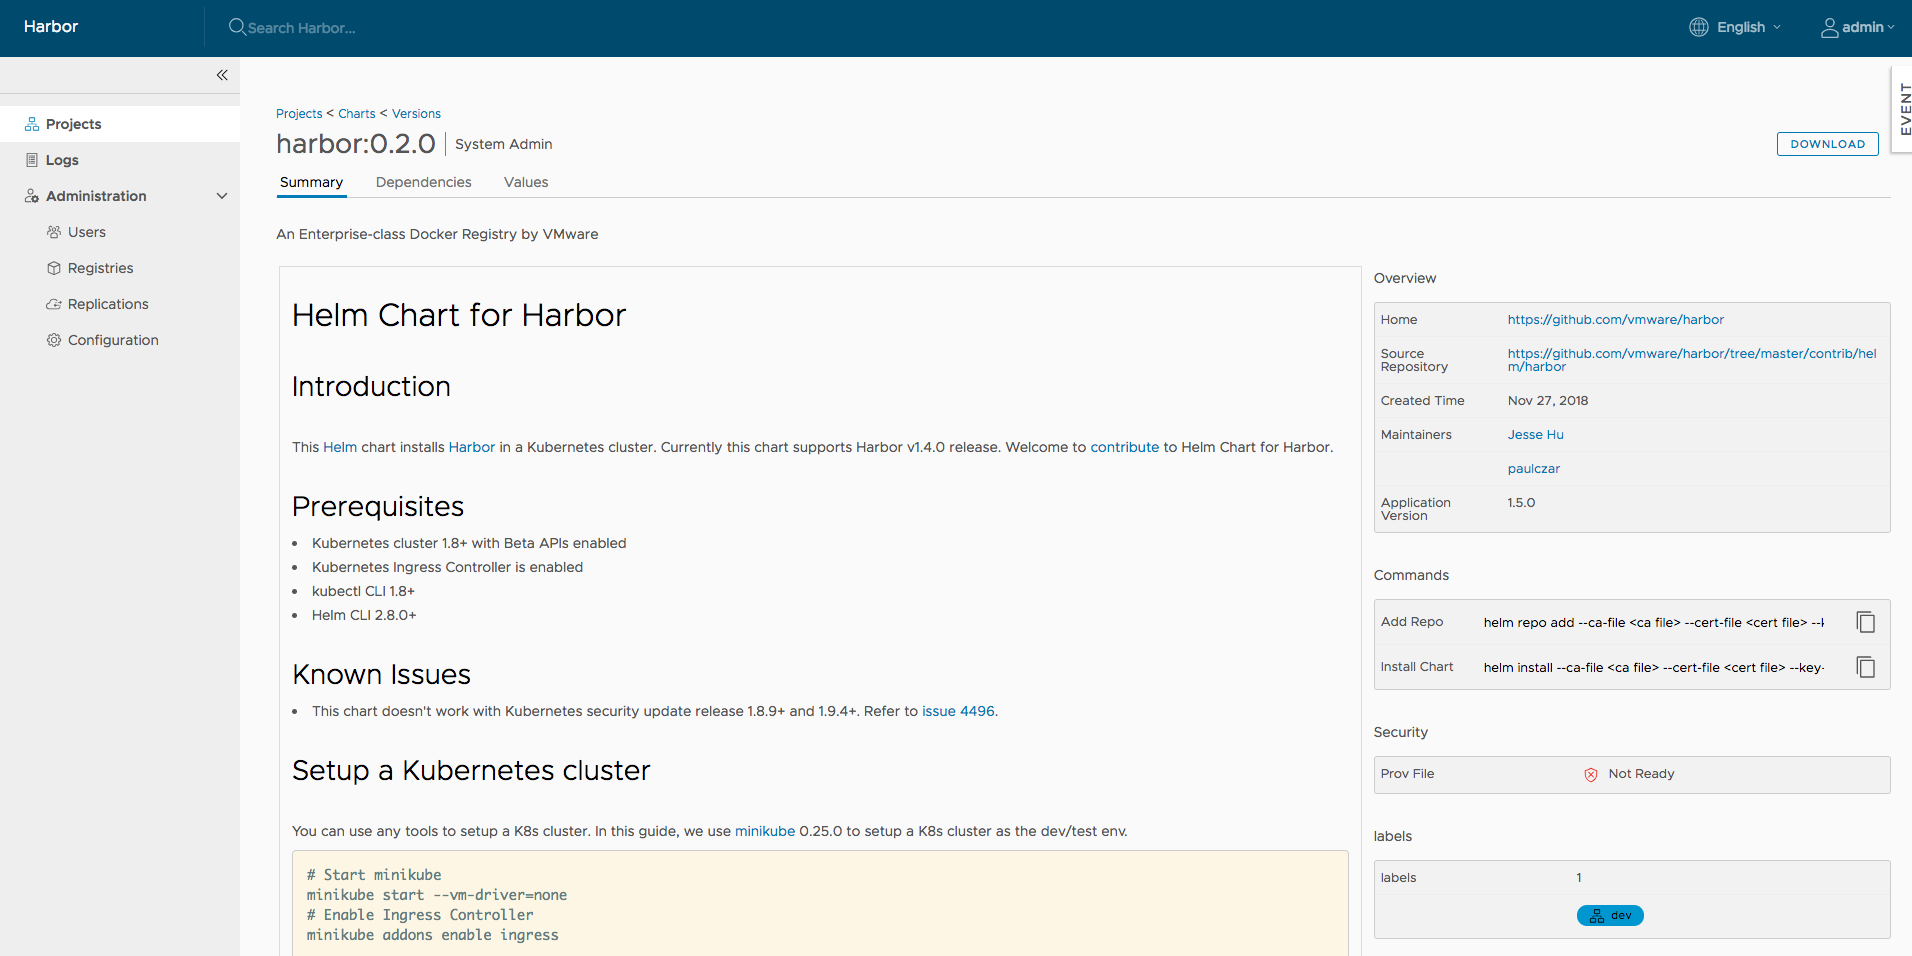 Harbor
Search Harbor...
English
admin
EVENT
Projects
Logs
Administration
Users
Registries
Replications
Configuration
Projects < Charts < Versions
harbor:0.2.0 System Admin
DOWNLOAD
Summary Dependencies Values
An Enterprise-class Docker Registry by VMware
Helm Chart for Harbor
Introduction
This Helm chart installs Harbor in a Kubernetes cluster. Currently this chart supports Harbor v1.4.0 release. Welcome to contribute to Helm Chart for Harbor.
Prerequisites
Kubernetes cluster 1.8+ with Beta APIs enabled
Kubernetes Ingress Controller is enabled
kubectl CLI 1.8+
Helm CLI 2.8.0+
Known Issues
This chart doesn't work with Kubernetes security update release 1.8.9+ and 1.9.4+. Refer to issue 4496.
Setup a Kubernetes cluster
You can use any tools to setup a K8s cluster. In this guide, we use minikube 0.25.0 to setup a K8s cluster as the dev/test env.
# Start minikube
minikube start --vm-driver=none
# Enable Ingress Controller
minikube addons enable ingress
Overview
Home https://github.com/vmware/harbor
Source https://github.com/vmware/harbor/tree/master/contrib/hel
Repository m/harbor
Created Time Nov 27, 2018
Maintainers Jesse Hu
paulczar
Application 1.5.0
Version
Commands
Add Repo helm repo add --ca-file <ca file> --cert-file <cert file> --k
Install Chart helm install --ca-file <ca file> --cert-file <cert file> --key-
Security
Prov File Not Ready
labels
labels 1
dev